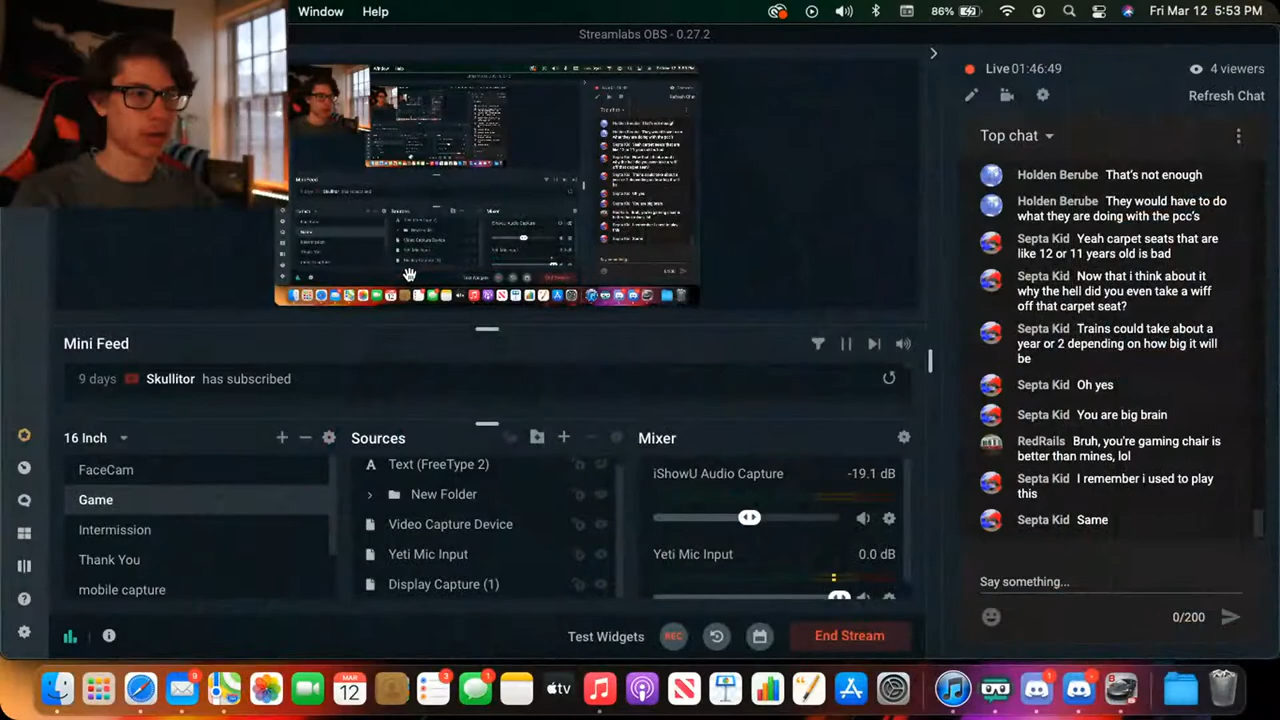 Window Help
86%
Fri Mar 12 5:53 PM
Streamlabs OBS - 0.27.2
Live 01:46:49
4 viewers
Refresh Chat
Top chat
Holden Berube That's not enough
Holden Berube They would have to do
what they are doing with the pcc's
Septa Kid Yeah carpet seats that are
like 12 or 11 years old is bad
Septa Kid Now that i think about it
why the hell did you even take a wiff
off that carpet seat?
Septa Kid Trains could take about a
year or 2 depending on how big it will
be
Septa Kid Oh yes
Septa Kid You are big brain
RedRails Bruh, you're gaming chair is
better than mines, lol
Septa Kid I remember i used to play
this
Septa Kid Same
Say something...
0/200
Mini Feed
9 days Skullitor has subscribed
16 Inch
FaceCam
Game
Intermission
Thank You
mobile capture
Sources
Text (FreeType 2)
New Folder
Video Capture Device
Yeti Mic Input
Display Capture (1)
Mixer
iShowU Audio Capture -19.1 dB
Yeti Mic Input 0.0 dB
Test Widgets
REC
End Stream
9
MAR
12
3
1
tv
1
1